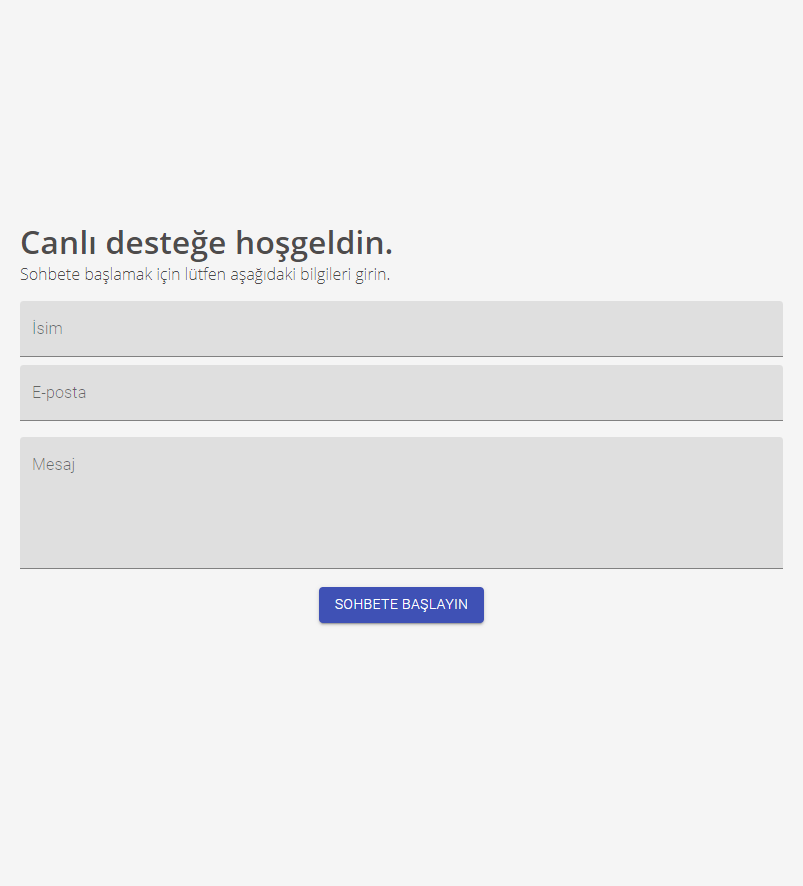 Canlı desteğe hoşgeldin.
Sohbete başlamak için lütfen aşağıdaki bilgileri girin.
İsim
E-posta
Mesaj
SOHBETE BAŞLAYIN